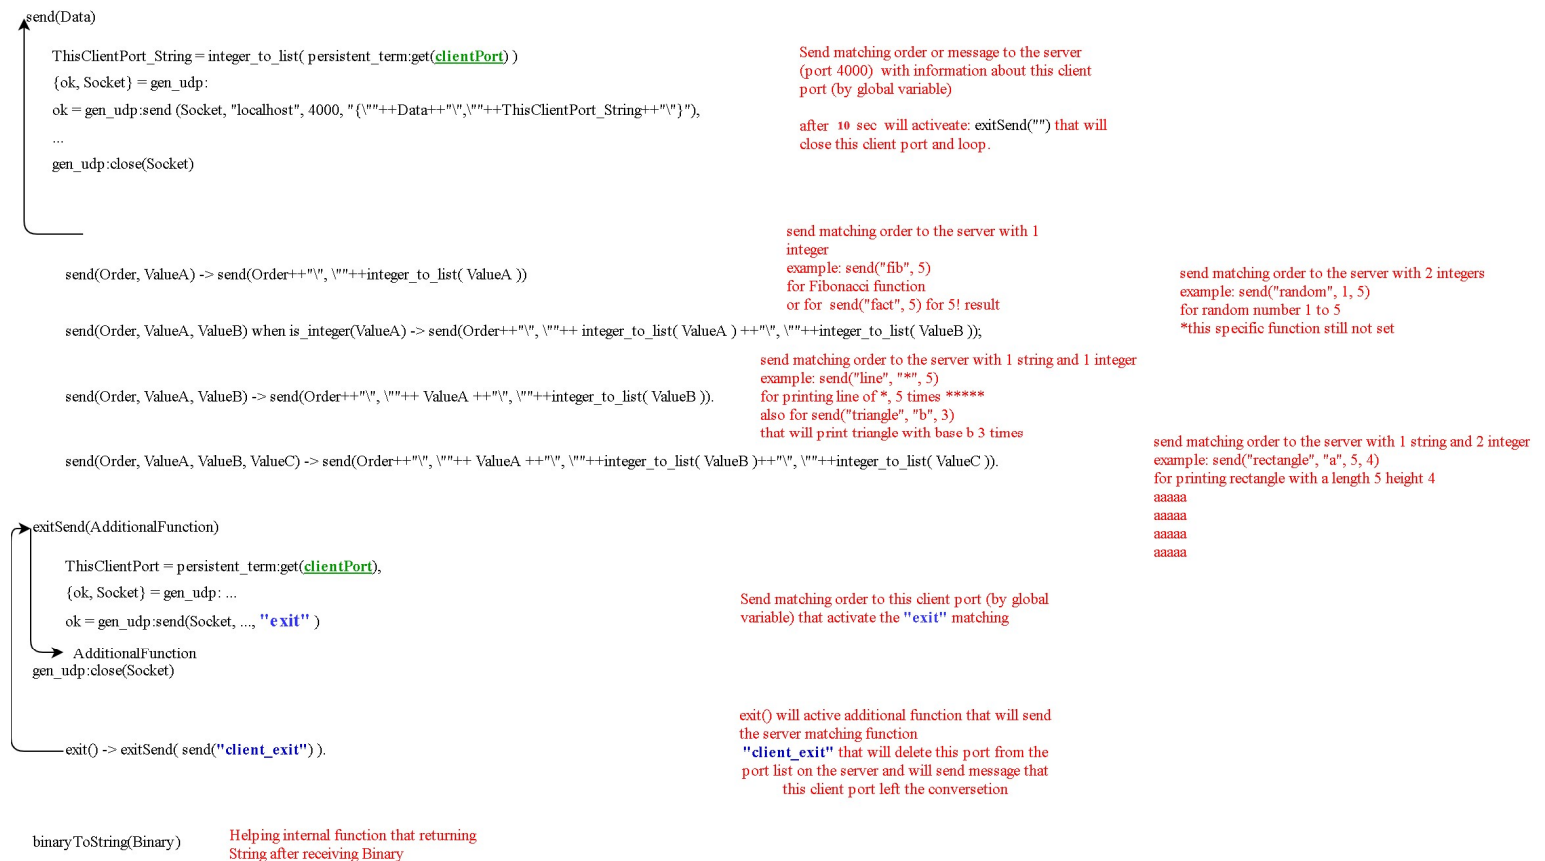 send(Data)
ThisClientPort_String = integer_to_list( persistent_term:get(clientPort) )
{ok, Socket} = gen_udp:
ok = gen_udp:send (Socket, "localhost", 4000, "{\""++Data++"\",\""++ThisClientPort_String++"\"}"),
...
gen_udp:close(Socket)
Send matching order or message to the server
(port 4000)  with information about this client
port (by global variable)
after  10  sec  will activeate: exitSend("") that will
close this client port and loop.
send matching order to the server with 1
integer
example: send("fib", 5)
for Fibonacci function
or for  send("fact", 5) for 5! result
send(Order, ValueA) -> send(Order++"\", \""++integer_to_list( ValueA ))
send matching order to the server with 2 integers
example: send("random", 1, 5)
for random number 1 to 5
*this specific function still not set
send(Order, ValueA, ValueB) when is_integer(ValueA) -> send(Order++"\", \""++ integer_to_list( ValueA ) ++"\", \""++integer_to_list( ValueB ));
send matching order to the server with 1 string and 1 integer
example: send("line", "*", 5)
for printing line of *, 5 times *****
also for send("triangle", "b", 3)
that will print triangle with base b 3 times
send(Order, ValueA, ValueB) -> send(Order++"\", \""++ ValueA ++"\", \""++integer_to_list( ValueB )).
send matching order to the server with 1 string and 2 integer
example: send("rectangle", "a", 5, 4)
for printing rectangle with a length 5 height 4
aaaaa
aaaaa
aaaaa
aaaaa
send(Order, ValueA, ValueB, ValueC) -> send(Order++"\", \""++ ValueA ++"\", \""++integer_to_list( ValueB )++"\", \""++integer_to_list( ValueC )).
exitSend(AdditionalFunction)
ThisClientPort = persistent_term:get(clientPort),
{ok, Socket} = gen_udp: ...
ok = gen_udp:send(Socket, ..., "exit" )
AdditionalFunction
gen_udp:close(Socket)
Send matching order to this client port (by global
variable) that activate the "exit" matching
exit() -> exitSend( send("client_exit") ).
exit() will active additional function that will send
the server matching function
"client_exit" that will delete this port from the
port list on the server and will send message that
this client port left the conversetion
binaryToString(Binary)
Helping internal function that returning
String after receiving Binary